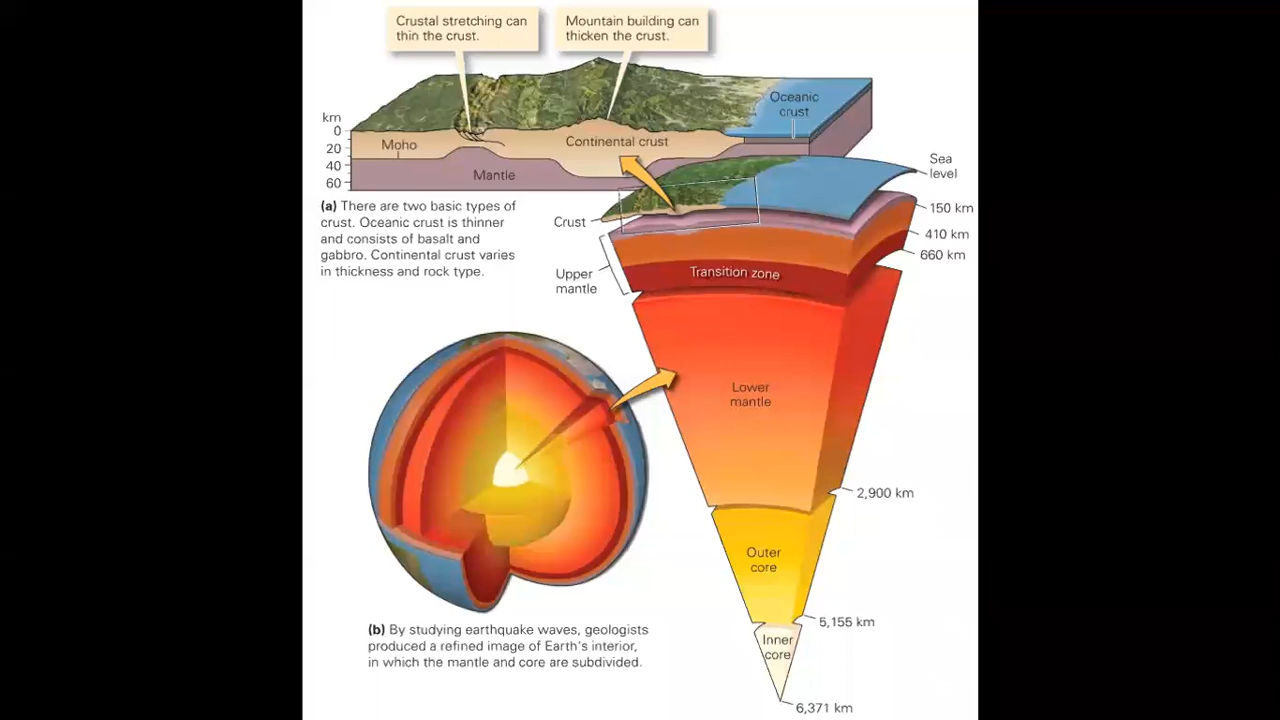 Crustal stretching can
thin the crust.
Mountain building can
thicken the crust.
Oceanic
crust
km
0
20
40
60
Moho
Continental crust
Mantle
Sea
level
(a) There are two basic types of
crust. Oceanic crust is thinner
and consists of basalt and
gabbro. Continental crust varies
in thickness and rock type.
Crust
150 km
410 km
660 km
Upper
mantle
Transition zone
Lower
mantle
2,900 km
Outer
core
5,155 km
Inner
core
6,371 km
(b) By studying earthquake waves, geologists
produced a refined image of Earth's interior,
in which the mantle and core are subdivided.